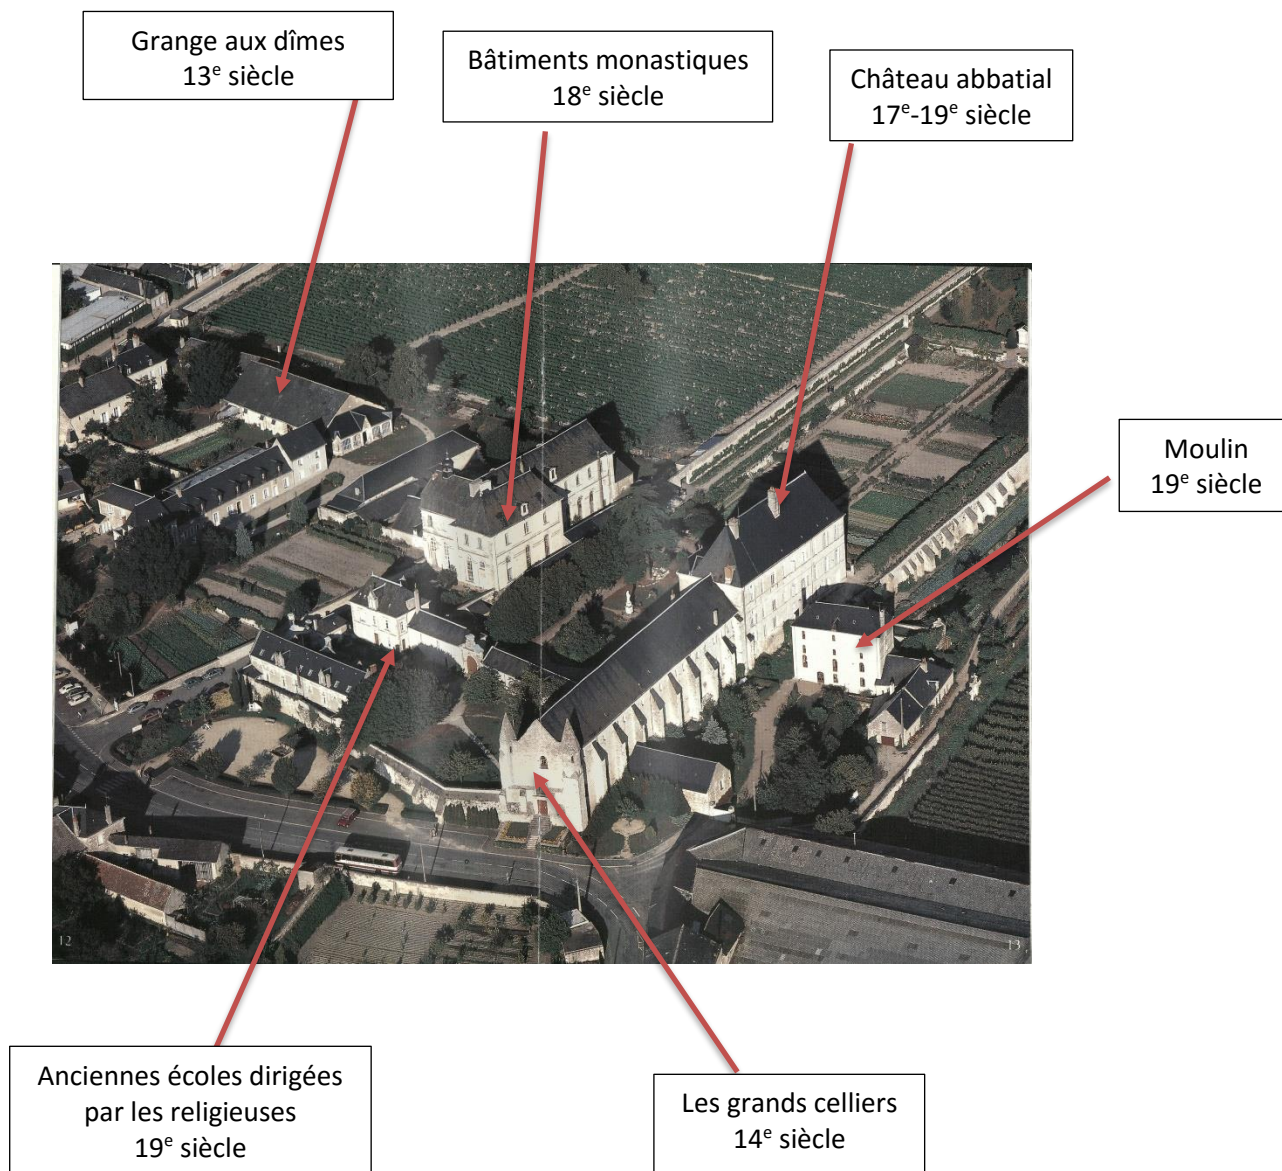 Grange aux dîmes
13e siècle
Bâtiments monastiques
18e siècle
Château abbatial
17e-19e siècle
Moulin
19e siècle
12
13
Anciennes écoles dirigées
par les religieuses
19e siècle
Les grands celliers
14e siècle